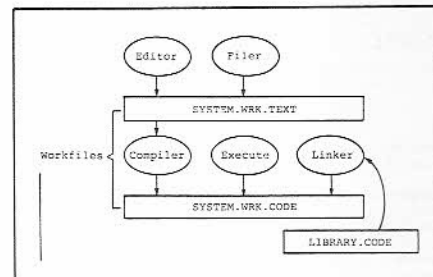 Editor Filer
SYSTEM.WRK.TEXT
Workfiles Compiler Execute Linker
SYSTEM.WRK.CODE
LIBRARY.CODE